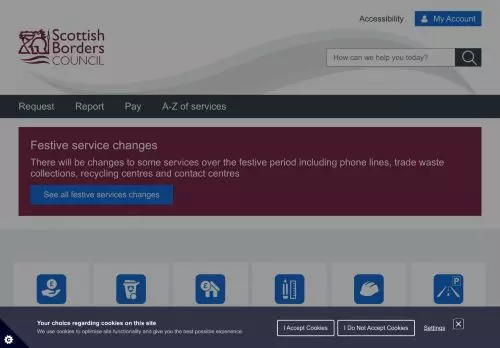 Accessibility
My Account
Scottish
Borders
COUNCIL
How can we help you today?
Request Report Pay A-Z of services
Festive service changes
There will be changes to some services over the festive period including phone lines, trade waste
collections, recycling centres and contact centres
See all festive services changes
£
£
P
Your choice regarding cookies on this site
We use cookies to optimise site functionality and give you the best possible experience.
I Accept Cookies
I Do Not Accept Cookies
Settings